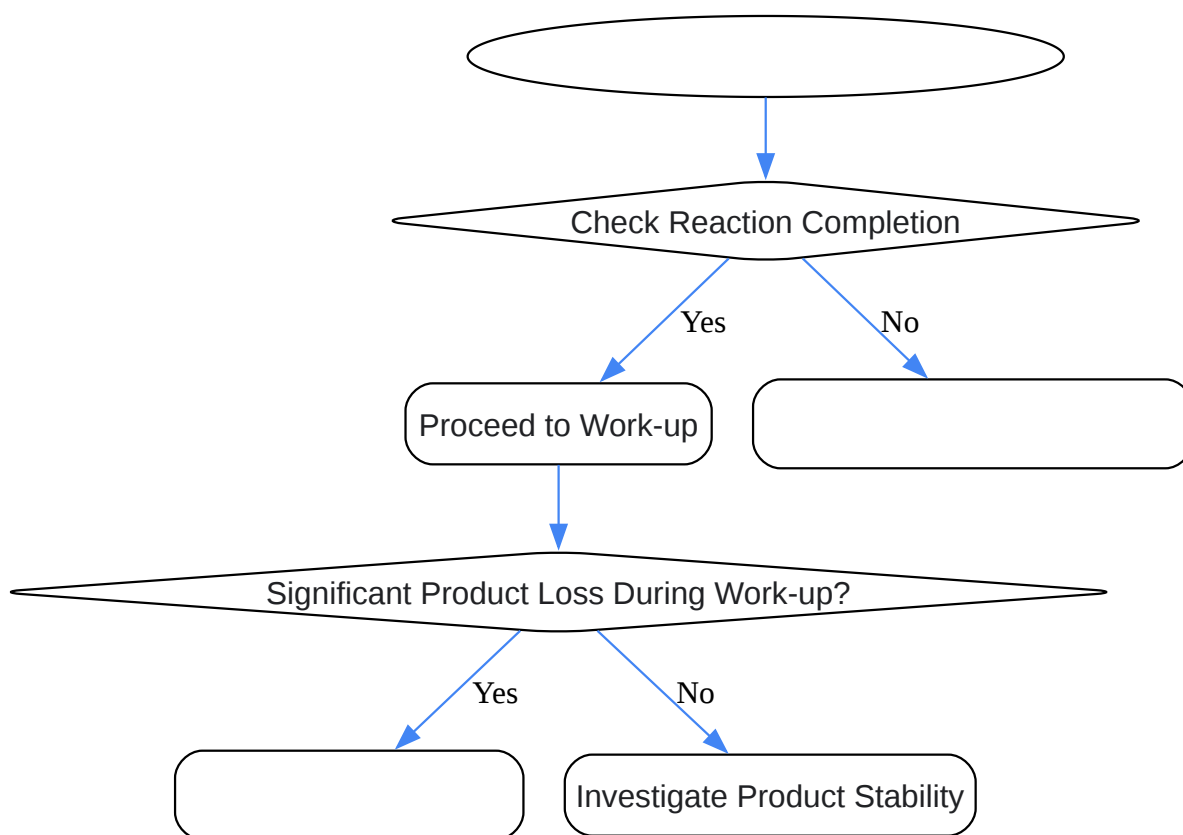 Check Reaction Completion
Yes
No
Proceed to Work-up
Significant Product Loss During Work-up?
Yes
No
Investigate Product Stability